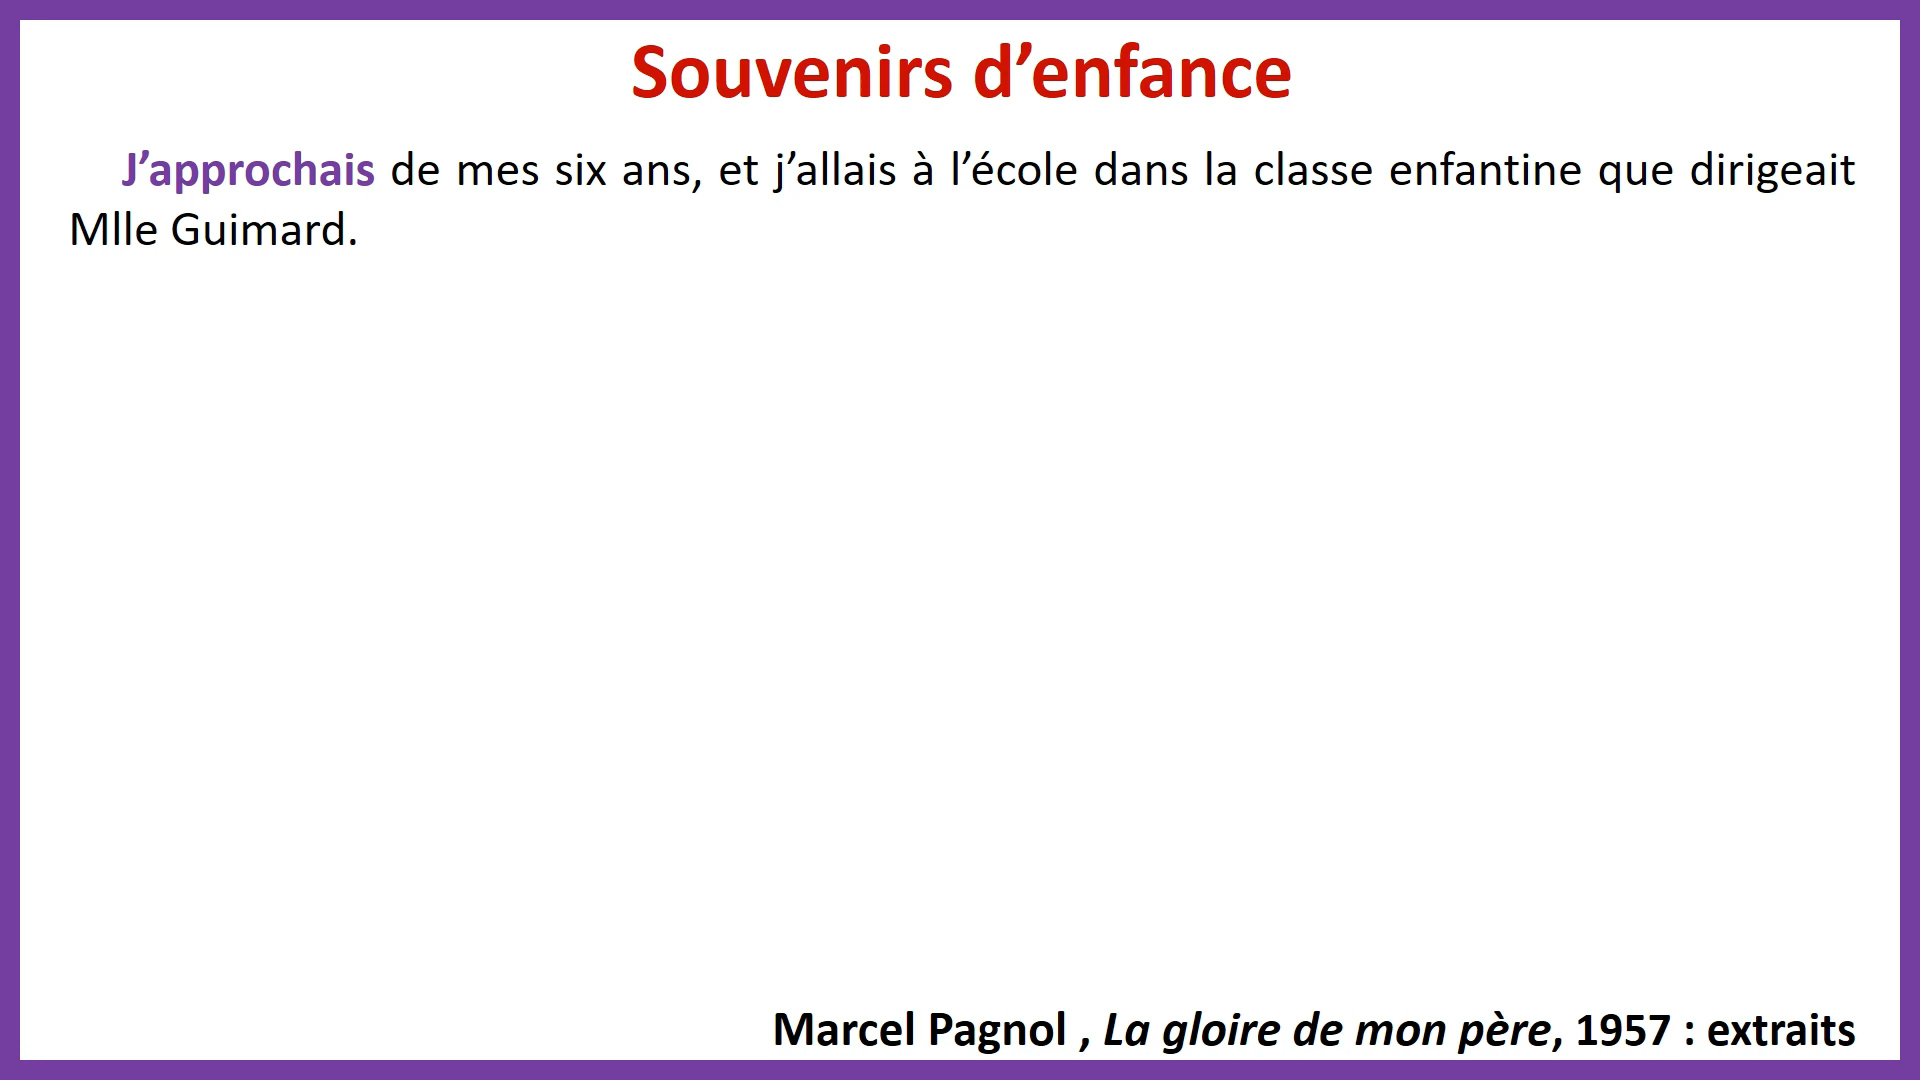 Souvenirs d’enfance
J’approchais de mes six ans, et j’allais à l’école dans la classe enfantine que dirigeait
Mlle Guimard.
Marcel Pagnol , La gloire de mon père, 1957 : extraits